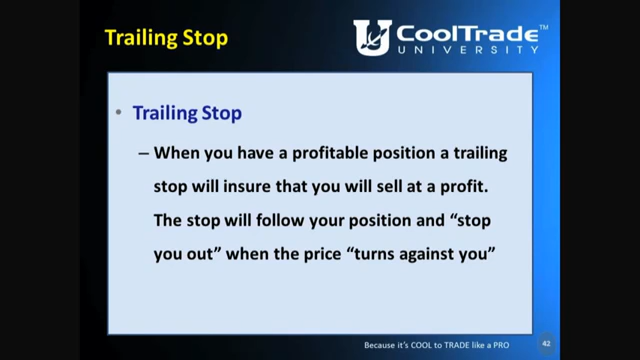 Trailing Stop
CoolTrade™
UNIVERSITY
• Trailing Stop
– When you have a profitable position a trailing
stop will insure that you will sell at a profit.
The stop will follow your position and “stop
you out” when the price “turns against you”
Because it’s COOL to TRADE like a PRO
42